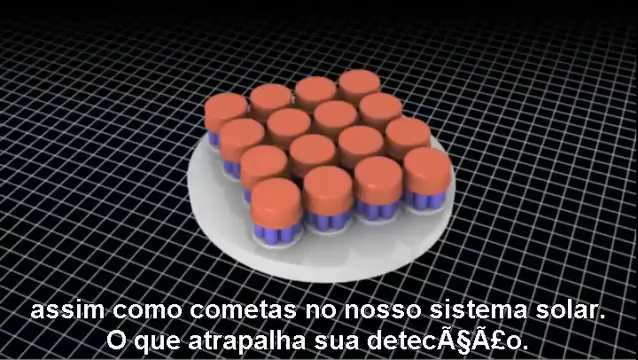 assim como cometas no nosso sistema solar.
O que atrapalha sua detecÃ§Ã£o.